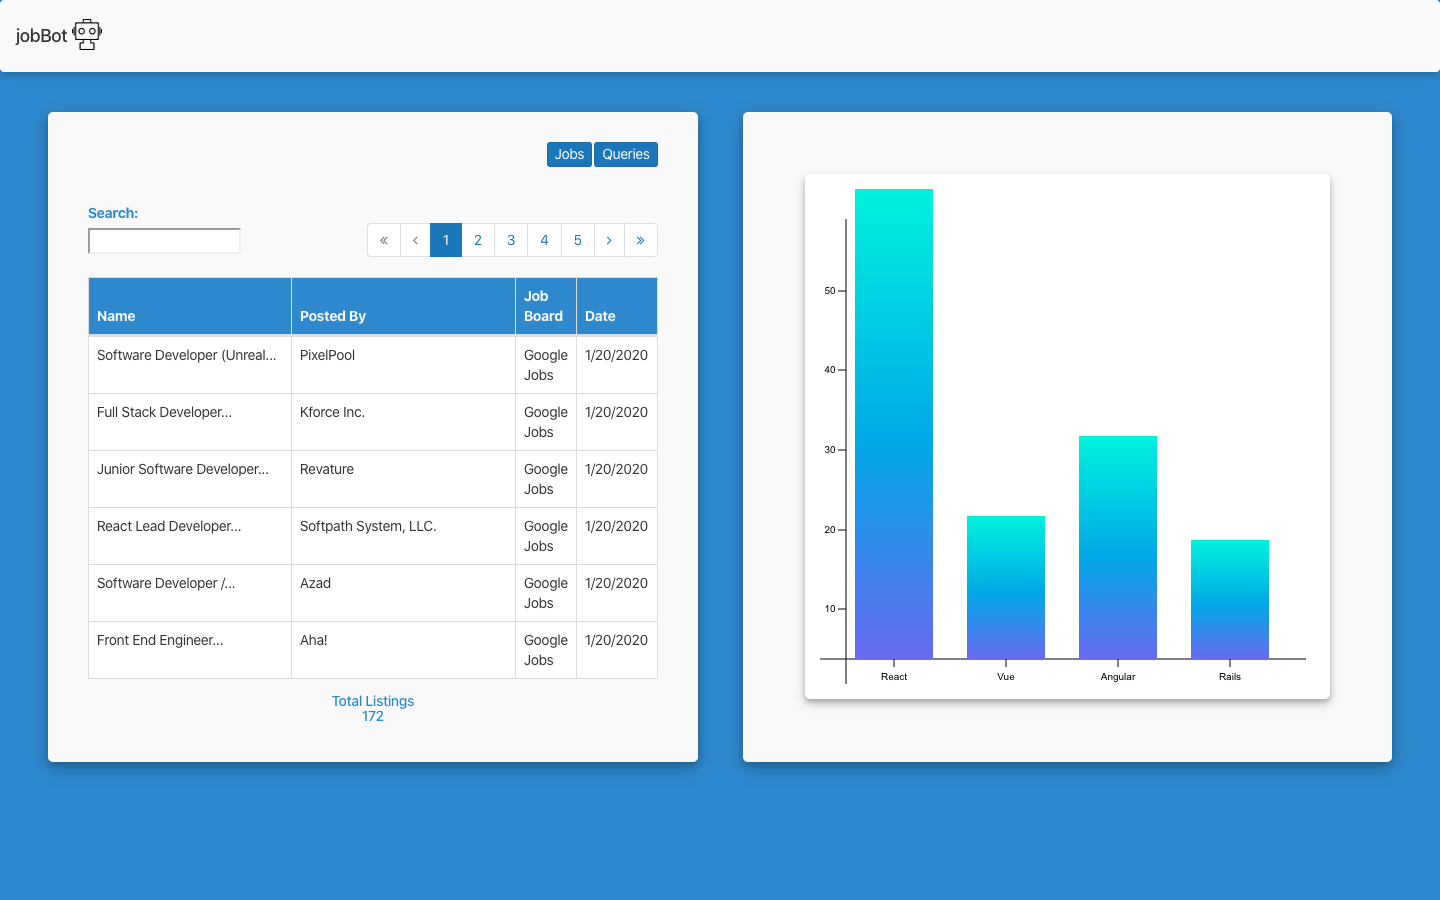 jobBot
Jobs Queries
Search:
« ‹ 1 2 3 4 5 › »
Name Posted By Job Board Date
Software Developer (Unreal... PixelPool Google Jobs 1/20/2020
Full Stack Developer... Kforce Inc. Google Jobs 1/20/2020
Junior Software Developer... Revature Google Jobs 1/20/2020
React Lead Developer... Softpath System, LLC. Google Jobs 1/20/2020
Software Developer /... Azad Google Jobs 1/20/2020
Front End Engineer... Aha! Google Jobs 1/20/2020
Total Listings
172
50
40
30
20
10
React Vue Angular Rails